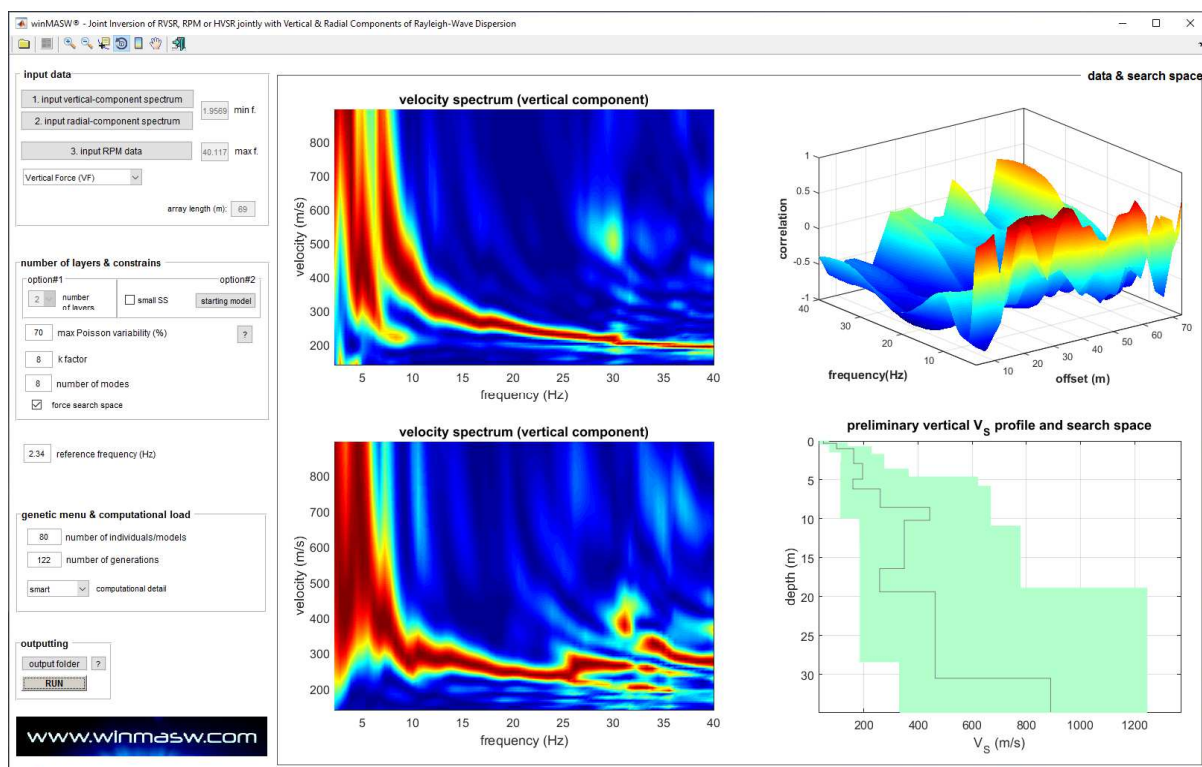 winMASW® - Joint Inversion of RVSR, RPM or HVSR jointly with Vertical & Radial Components of Rayleigh-Wave Dispersion
input data
1. input vertical-component spectrum
2. input radial-component spectrum
1.9569 min f.
3. input RPM data
40.117 max f.
Vertical Force (VF)
array length (m): 69
number of layers & constrains
option#1
option#2
2 number of layers
small SS
starting model
70 max Poisson variability (%)
?
8 k factor
8 number of modes
force search space
2.34 reference frequency (Hz)
genetic menu & computational load
80 number of individuals/models
122 number of generations
smart computational detail
outputting
output folder ?
RUN
www.winmasw.com
data & search space
velocity spectrum (vertical component)
800
700
600
500
400
300
200
velocity (m/s)
5 10 15 20 25 30 35 40
frequency (Hz)
1
0.5
0
-0.5
-1
correlation
40 30 20 10
frequency(Hz)
10 20 30 40 50 60 70
offset (m)
velocity spectrum (vertical component)
800
700
600
500
400
300
200
velocity (m/s)
5 10 15 20 25 30 35 40
frequency (Hz)
preliminary vertical VS profile and search space
0
5
10
15
20
25
30
depth (m)
200 400 600 800 1000 1200
VS (m/s)